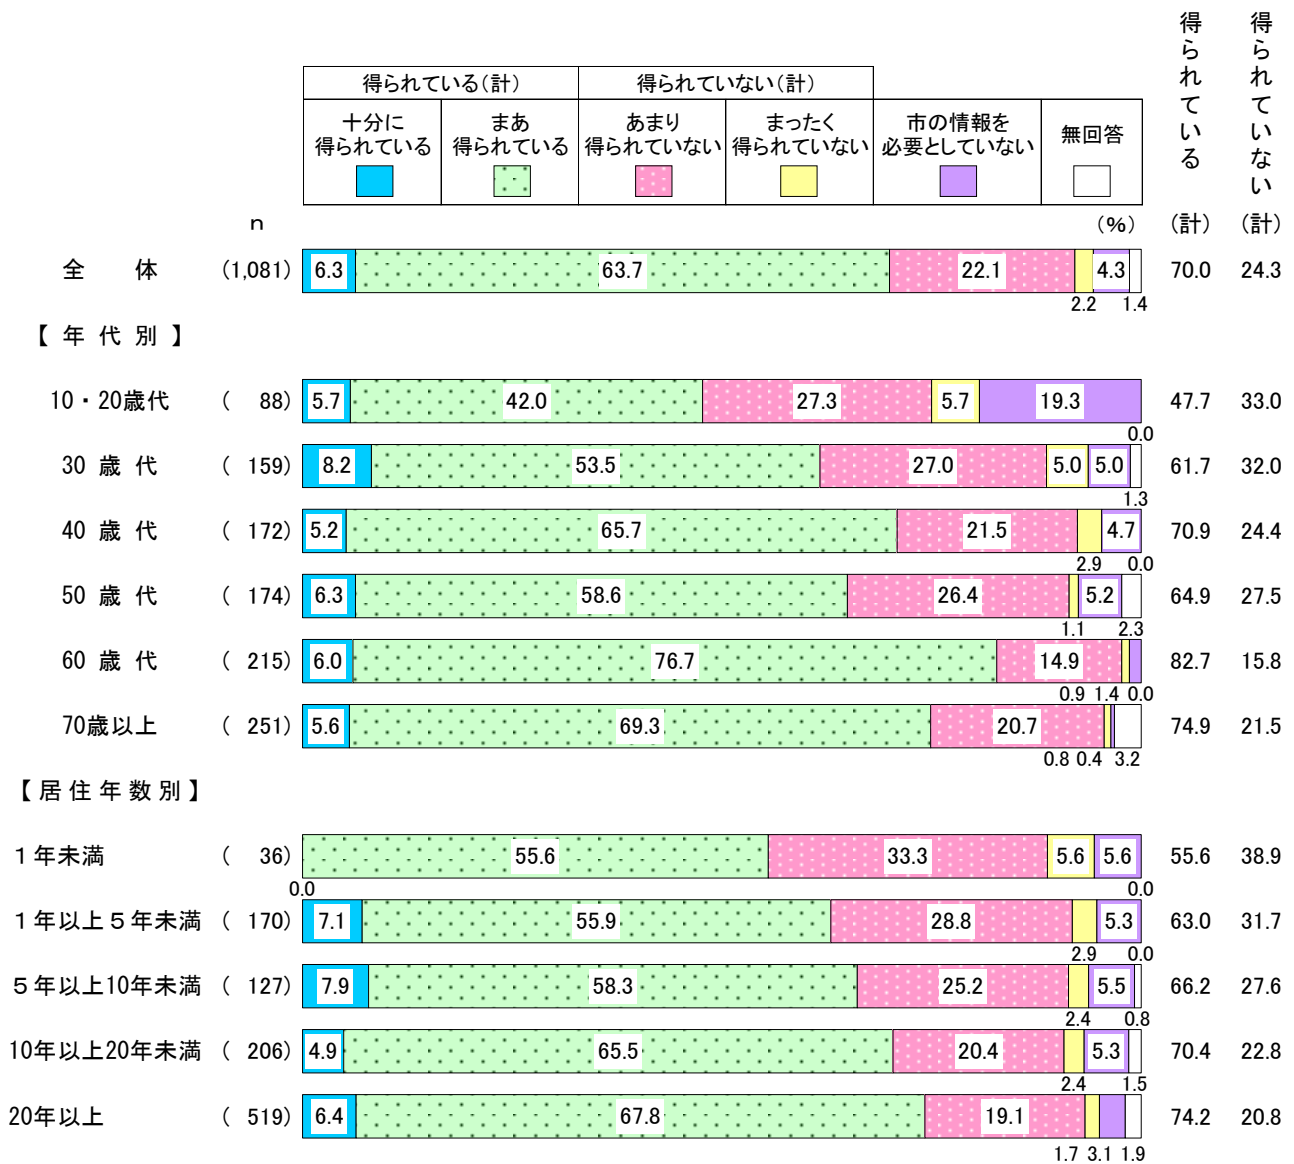 得られている
得られていない
得られている(計) 得られていない(計)
十分に
得られている
まあ
得られている
あまり
得られていない
まったく
得られていない
市の情報を
必要としていない
無回答
n (%) (計) (計)
全 体 (1,081) 6.3 63.7 22.1 4.3 70.0 24.3
2.2 1.4
【 年 代 別 】
10・20歳代 ( 88) 5.7 42.0 27.3 5.7 19.3 47.7 33.0
0.0
30 歳 代 ( 159) 8.2 53.5 27.0 5.0 5.0 61.7 32.0
1.3
40 歳 代 ( 172) 5.2 65.7 21.5 4.7 70.9 24.4
2.9 0.0
50 歳 代 ( 174) 6.3 58.6 26.4 5.2 64.9 27.5
1.1 2.3
60 歳 代 ( 215) 6.0 76.7 14.9 82.7 15.8
0.9 1.4 0.0
70歳以上 ( 251) 5.6 69.3 20.7 74.9 21.5
0.8 0.4 3.2
【 居 住 年 数 別 】
1年未満 ( 36) 55.6 33.3 5.6 5.6 55.6 38.9
0.0 0.0
1年以上5年未満 ( 170) 7.1 55.9 28.8 5.3 63.0 31.7
2.9 0.0
5年以上10年未満 ( 127) 7.9 58.3 25.2 5.5 66.2 27.6
2.4 0.8
10年以上20年未満 ( 206) 4.9 65.5 20.4 5.3 70.4 22.8
2.4 1.5
20年以上 ( 519) 6.4 67.8 19.1 74.2 20.8
1.7 3.1 1.9